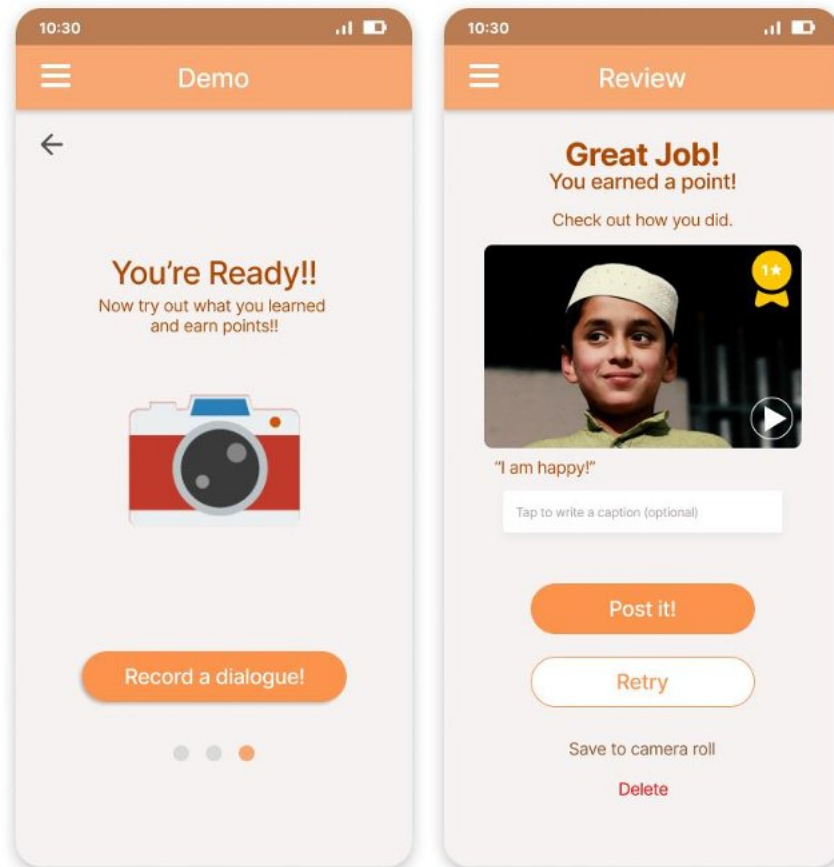 10:30
Demo
You're Ready!!
Now try out what you learned
and earn points!!
Record a dialogue!
10:30
Review
Great Job!
You earned a point!
Check out how you did.
1★
"I am happy!"
Tap to write a caption (optional)
Post it!
Retry
Save to camera roll
Delete